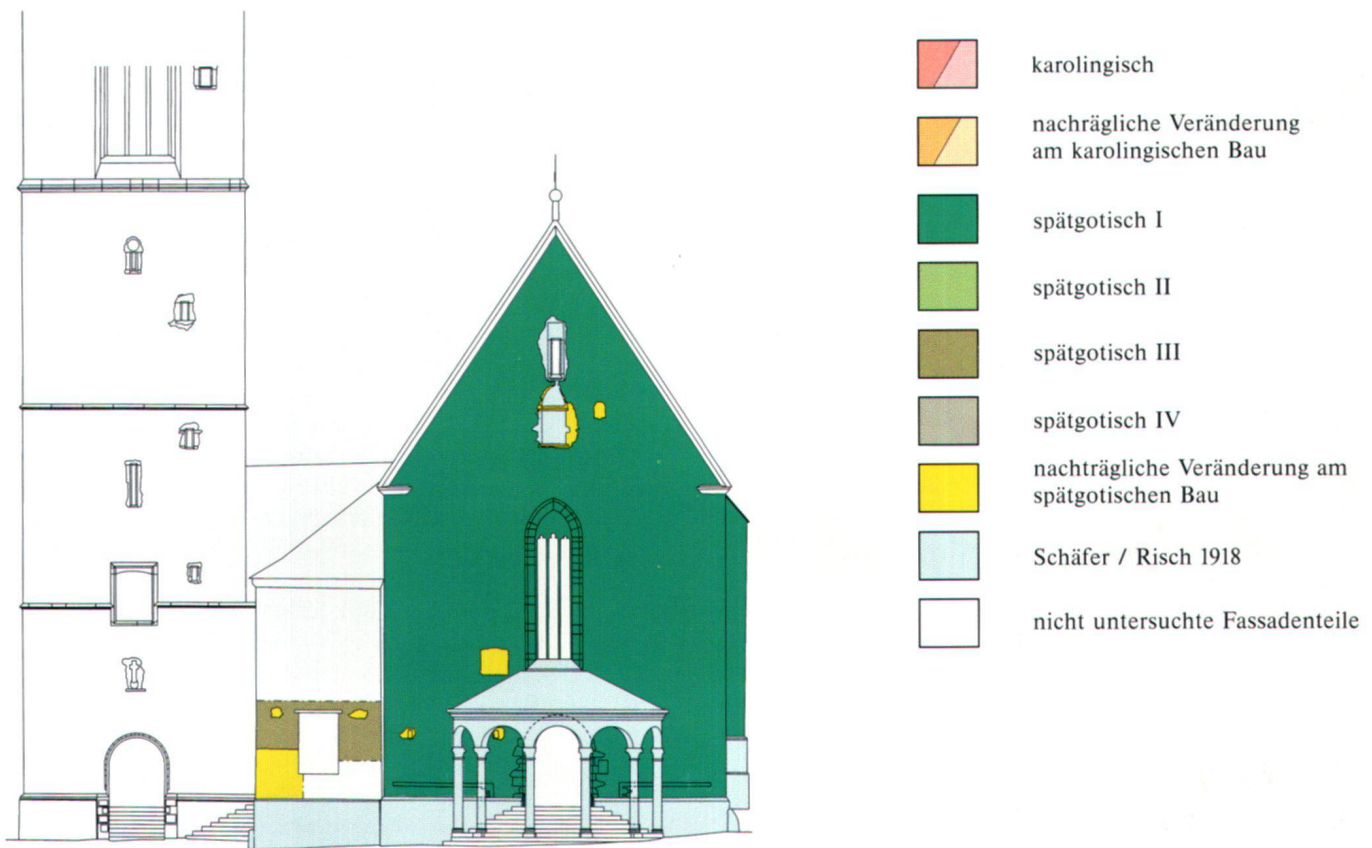 karolingisch
nachrägliche Veränderung
am karolingischen Bau
spätgotisch I
spätgotisch II
spätgotisch III
spätgotisch IV
nachträgliche Veränderung am
spätgotischen Bau
Schäfer / Risch 1918
nicht untersuchte Fassadenteile